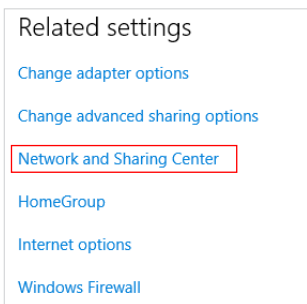 Related settings
Change adapter options
Change advanced sharing options
Network and Sharing Center
HomeGroup
Internet options
Windows Firewall